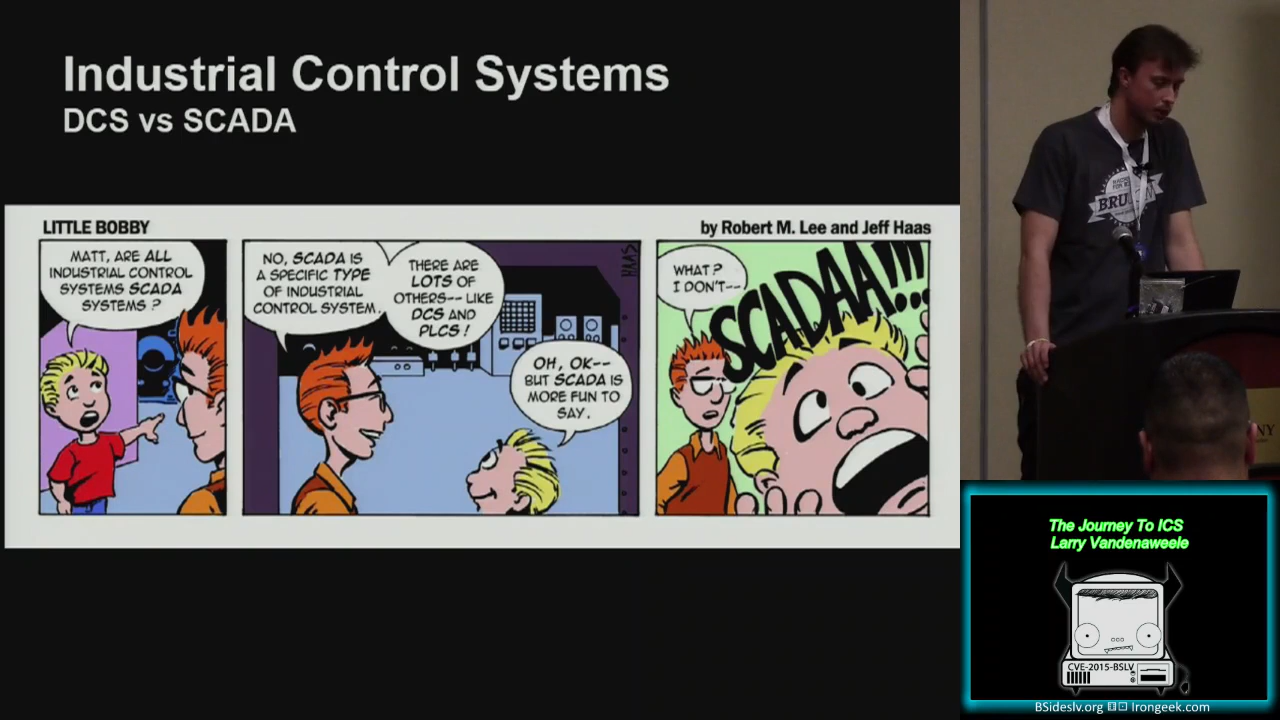 Industrial Control Systems
DCS vs SCADA
LITTLE BOBBY
by Robert M. Lee and Jeff Haas
MATT, ARE ALL
INDUSTRIAL CONTROL
SYSTEMS SCADA
SYSTEMS ?
NO, SCADA IS
A SPECIFIC TYPE
OF INDUSTRIAL
CONTROL SYSTEM.
THERE ARE
LOTS OF
OTHERS-- LIKE
DCS AND
PLCS !
HAAS
OH, OK--
BUT SCADA IS
MORE FUN TO
SAY.
WHAT ?
I DON'T--
SCADAA!!!
BRU
NY
The Journey To ICS
Larry Vandenaweele
CVE-2015-BSLV
BSideslv.org
Irongeek.com